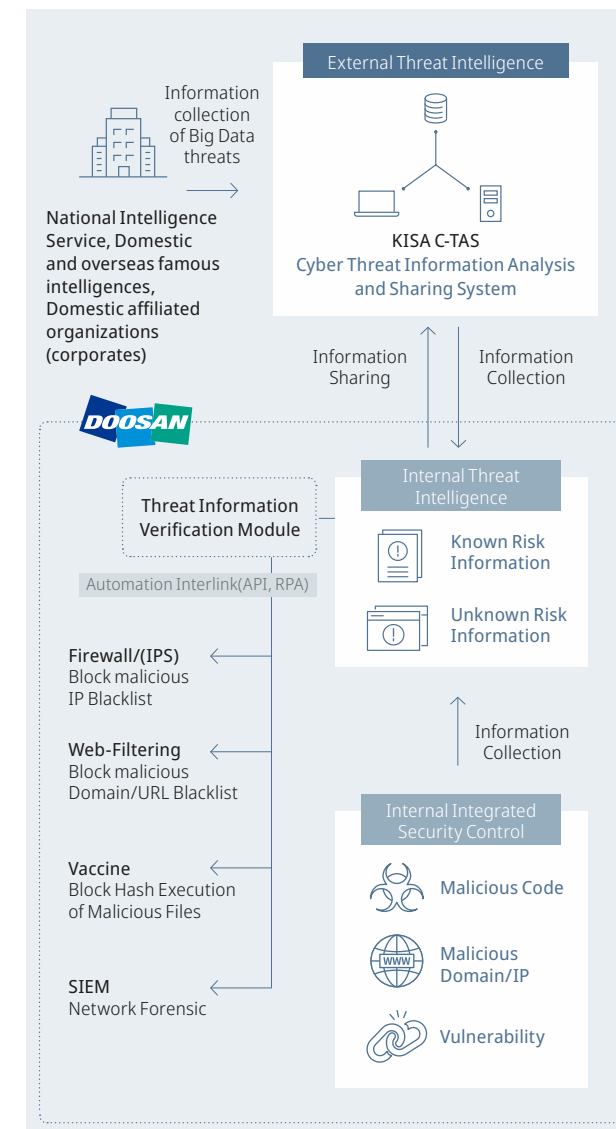 External Threat Intelligence
Information
collection
of Big Data
threats
National Intelligence
Service, Domestic
and overseas famous
intelligences,
Domestic affiliated
organizations
(corporates)
KISA C-TAS
Cyber Threat Information Analysis
and Sharing System
Information
Sharing
Information
Collection
DOOSAN
Threat Information
Verification Module
Automation Interlink(API, RPA)
Internal Threat
Intelligence
Known Risk
Information
Unknown Risk
Information
Firewall/(IPS)
Block malicious
IP Blacklist
Web-Filtering
Block malicious
Domain/URL Blacklist
Vaccine
Block Hash Execution
of Malicious Files
SIEM
Network Forensic
Information
Collection
Internal Integrated
Security Control
Malicious Code
WWW
Malicious
Domain/IP
Vulnerability